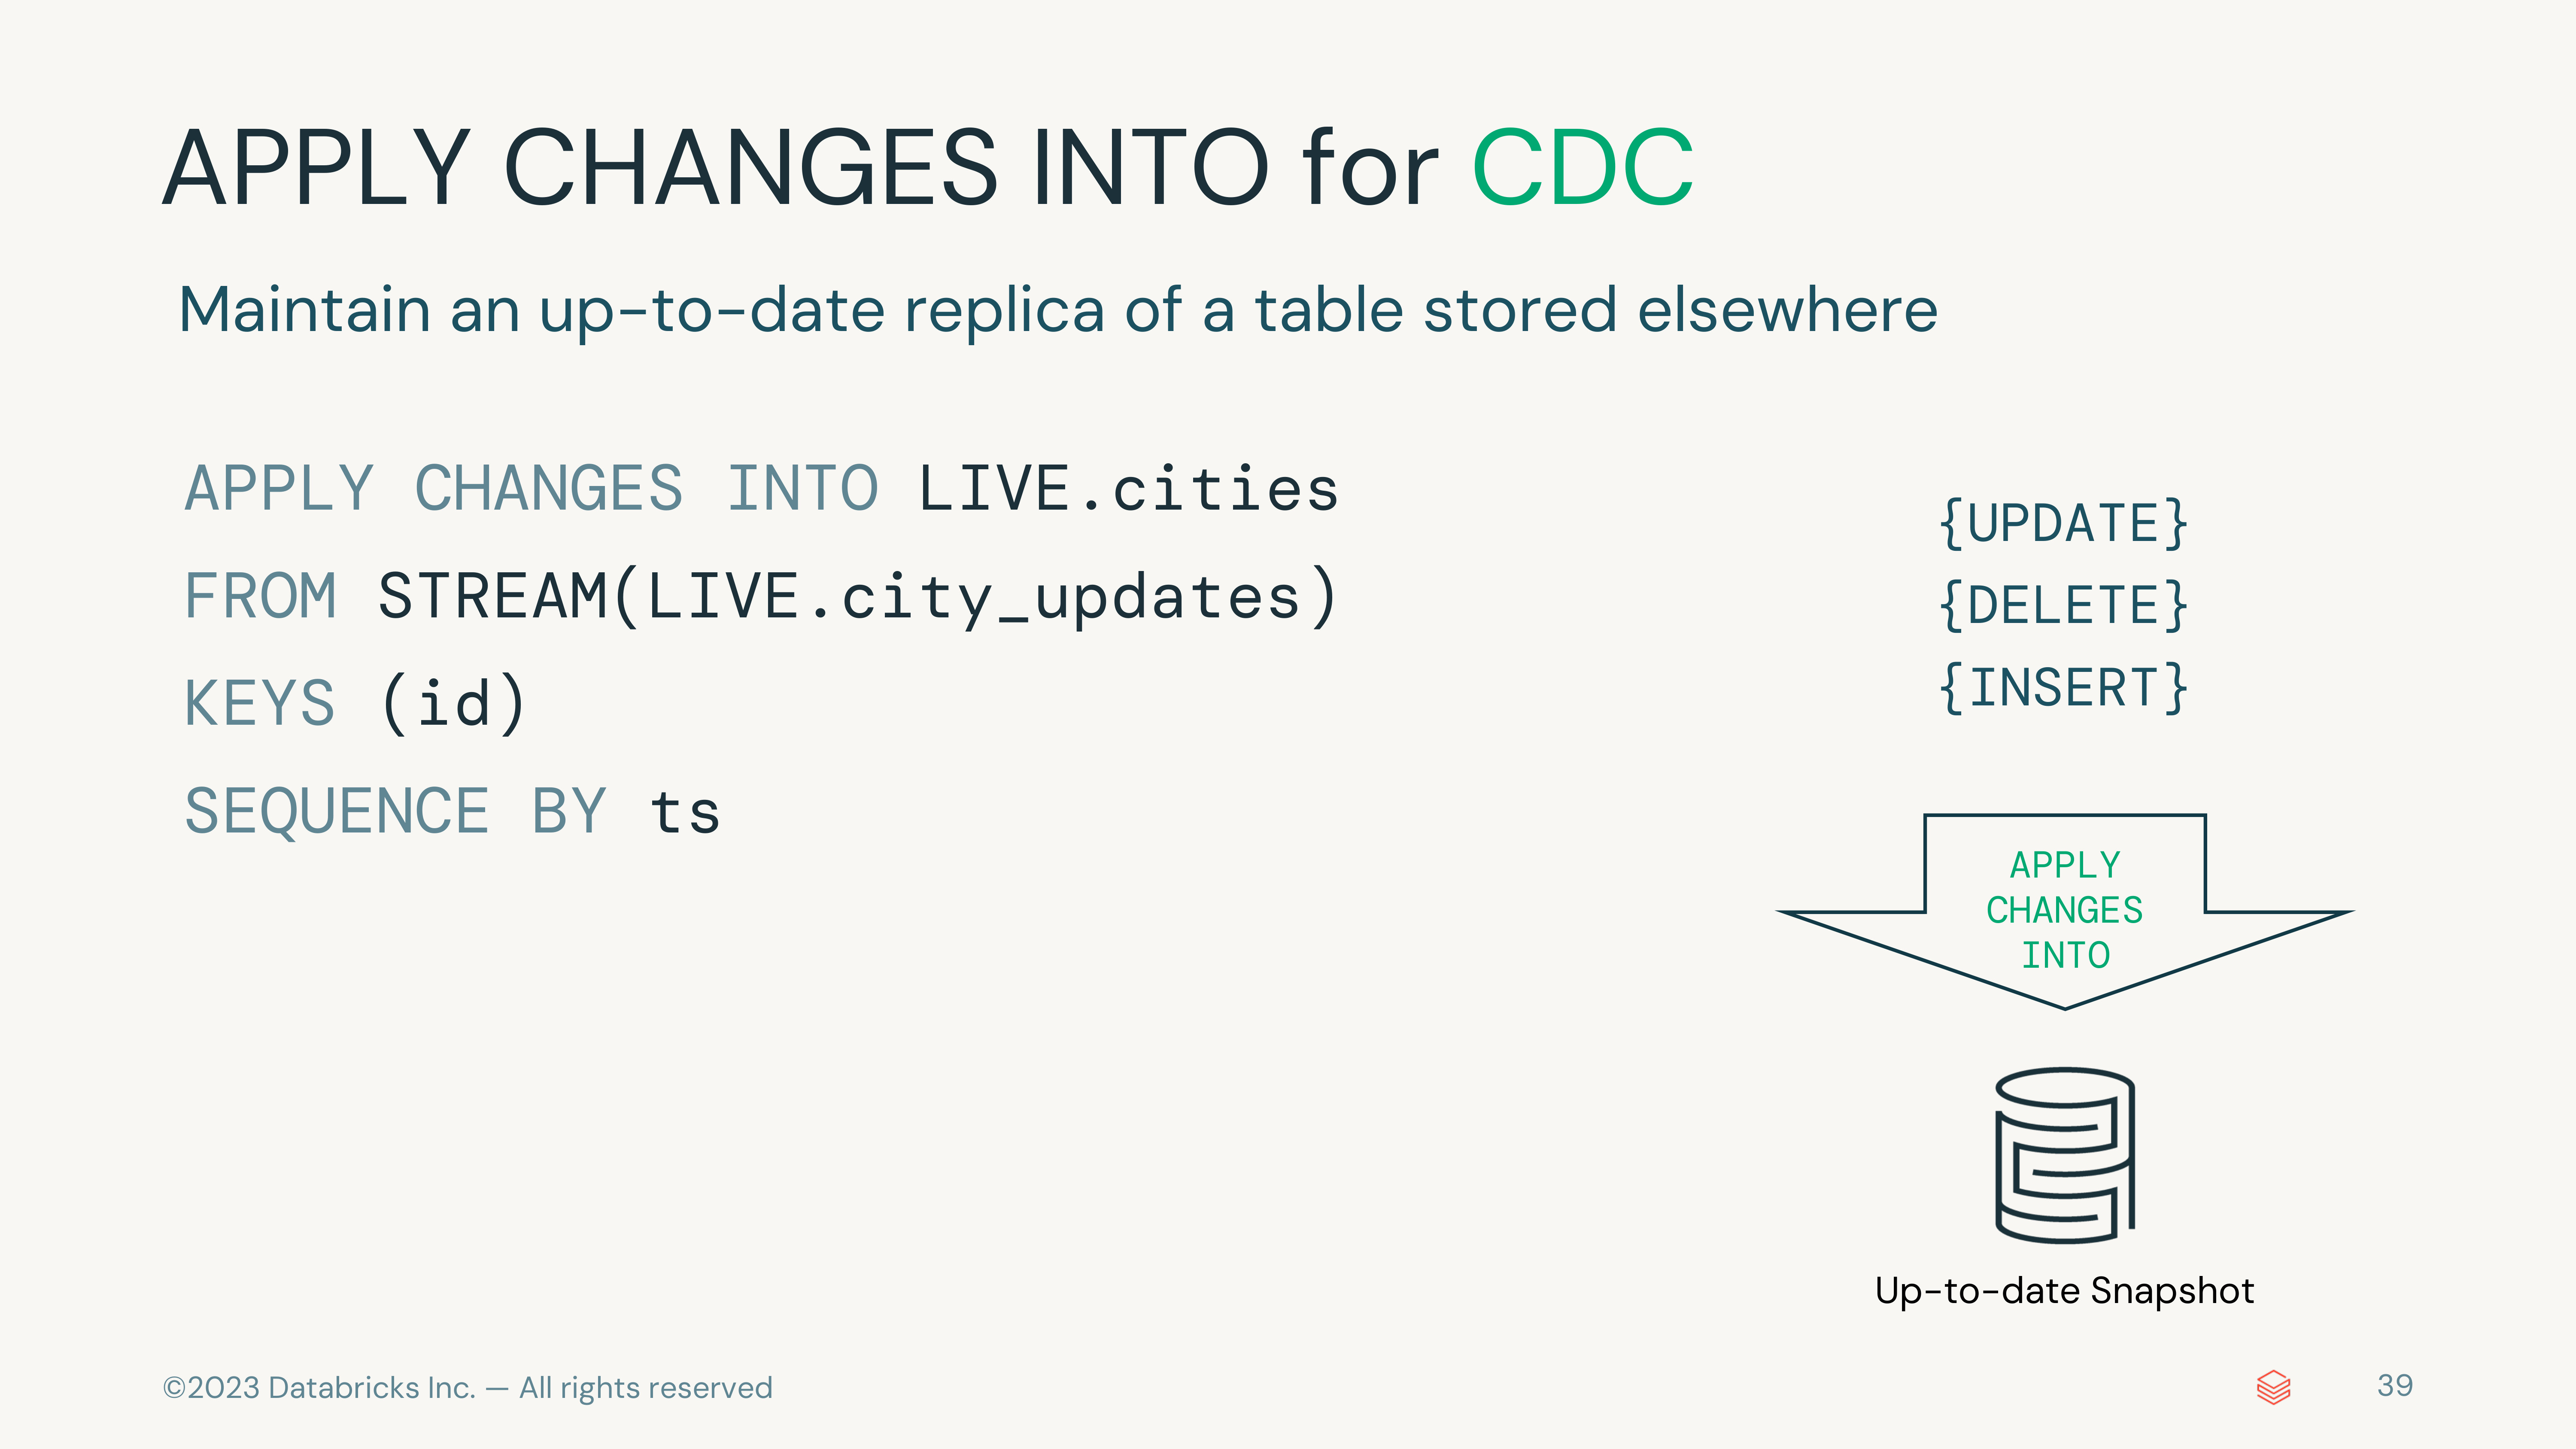 APPLY CHANGES INTO for CDC
Maintain an up-to-date replica of a table stored elsewhere
APPLY CHANGES INTO LIVE.cities
FROM STREAM(LIVE.city_updates)
KEYS (id)
SEQUENCE BY ts
{UPDATE}
{DELETE}
{INSERT}
APPLY
CHANGES
INTO
Up-to-date Snapshot
©2023 Databricks Inc. — All rights reserved
39